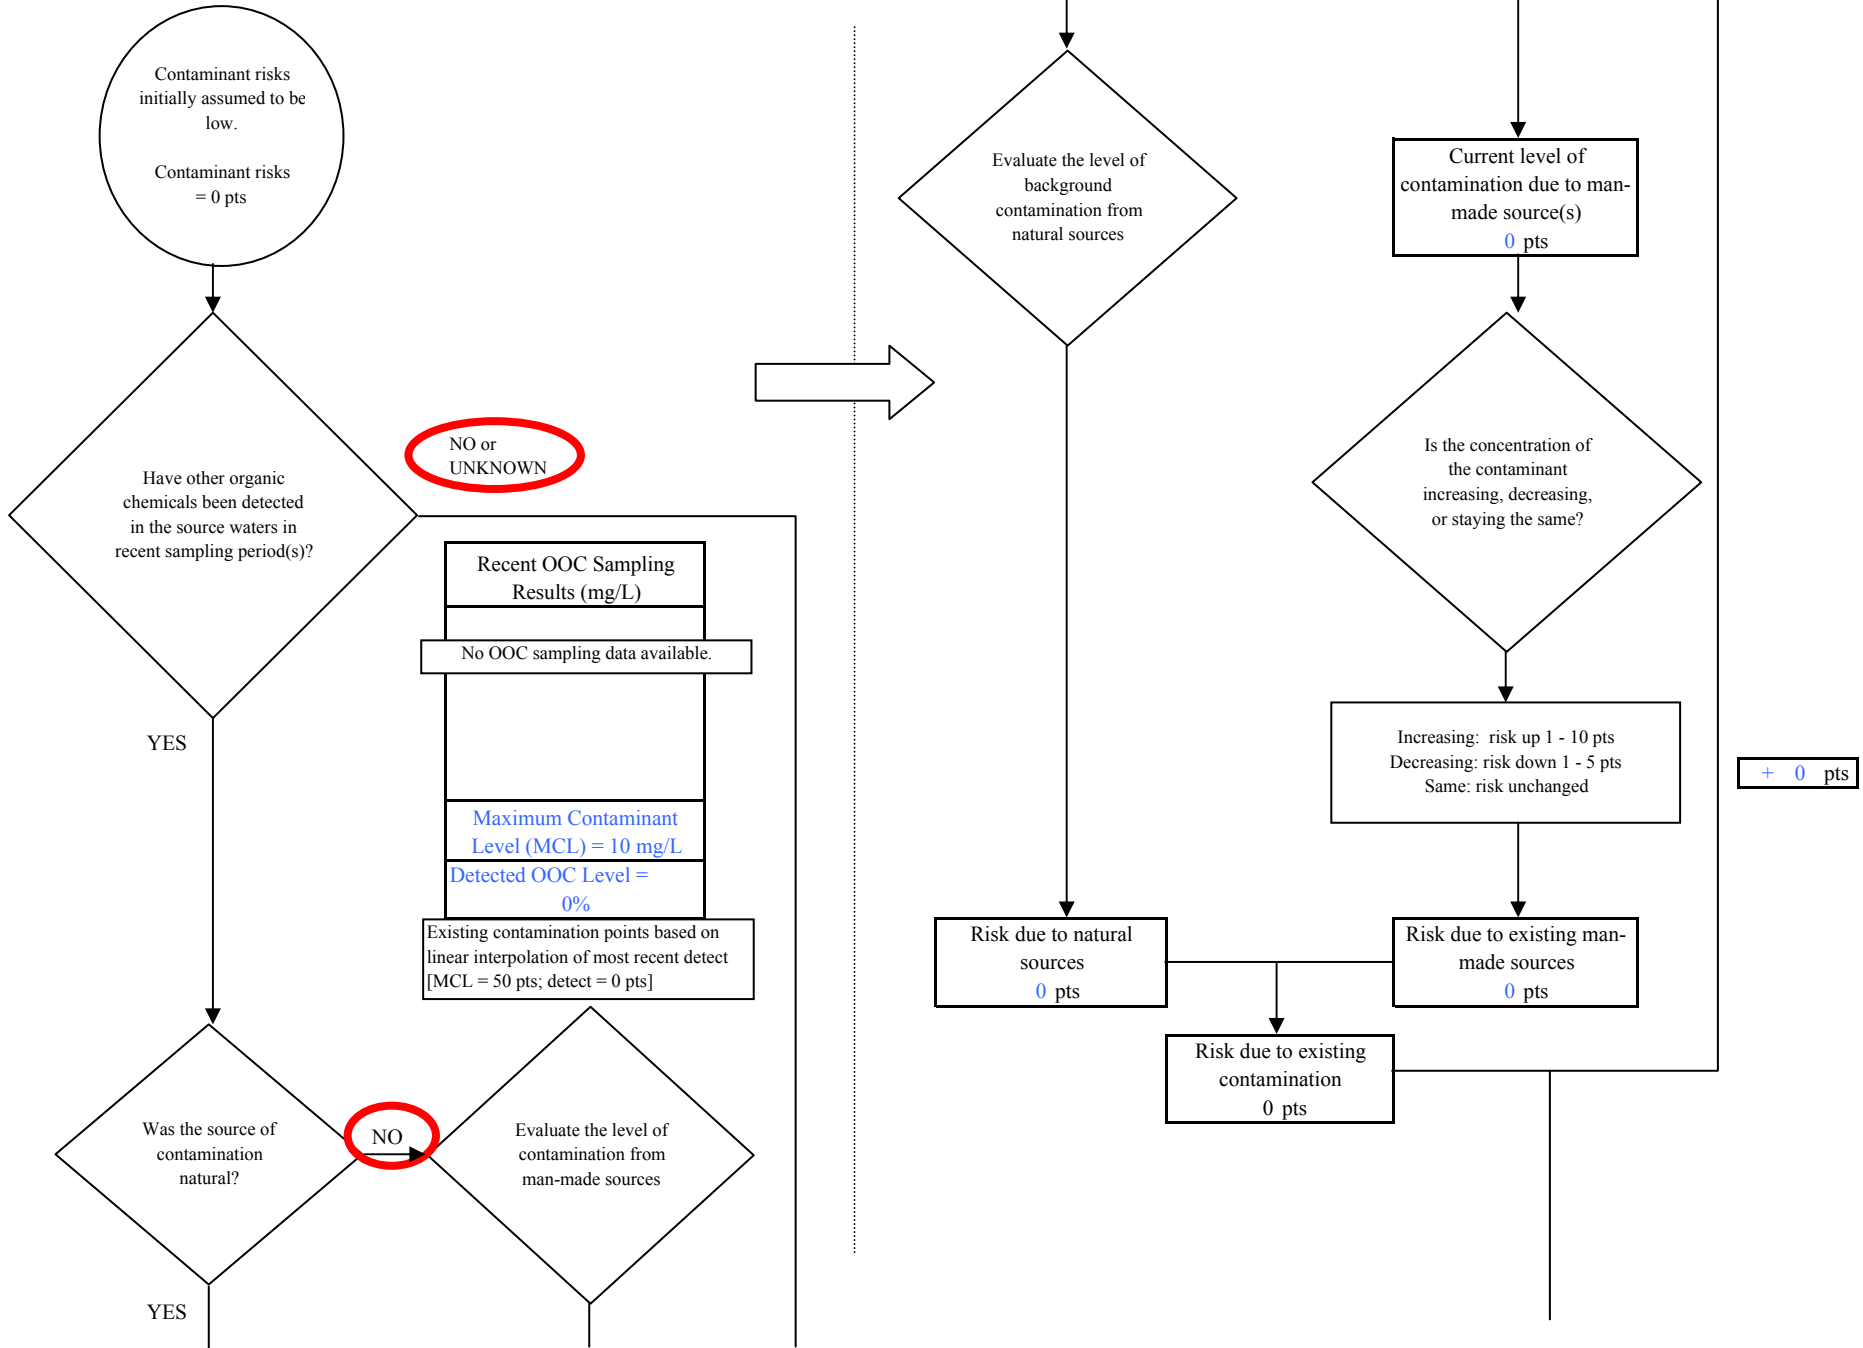 Contaminant risks
initially assumed to be
low.
Contaminant risks
= 0 pts
Have other organic
chemicals been detected
in the source waters in
recent sampling period(s)?
NO or
UNKNOWN
YES
Recent OOC Sampling
Results (mg/L)
No OOC sampling data available.
Maximum Contaminant
Level (MCL) = 10 mg/L
Detected OOC Level =
0%
Existing contamination points based on
linear interpolation of most recent detect
[MCL = 50 pts; detect = 0 pts]
Was the source of
contamination
natural?
NO
Evaluate the level of
contamination from
man-made sources
YES
Evaluate the level of
background
contamination from
natural sources
Current level of
contamination due to man-
made source(s)
0 pts
Is the concentration of
the contaminant
increasing, decreasing,
or staying the same?
Increasing: risk up 1 - 10 pts
Decreasing: risk down 1 - 5 pts
Same: risk unchanged
+ 0 pts
Risk due to natural
sources
0 pts
Risk due to existing man-
made sources
0 pts
Risk due to existing
contamination
0 pts